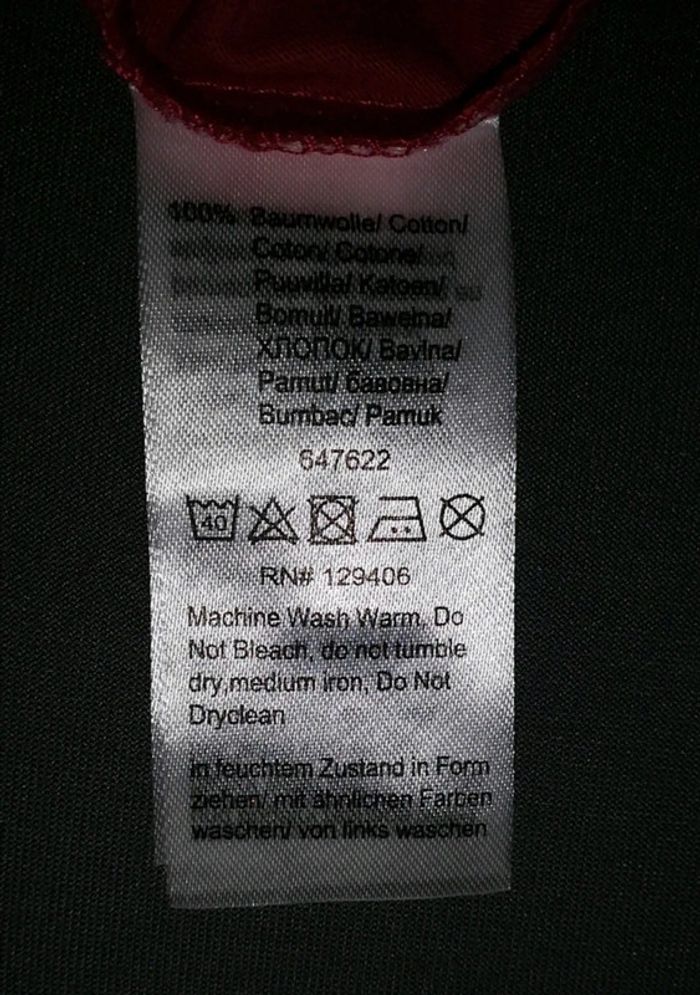 100% Baumwolle/ Cotton/
Coton/ Cotone/
Puuvilla/ Katoen/
Bomull/ Bawełna/
ХЛОПОК/ Bavlna/
Pamut/ бавовна/
Bumbac/ Pamuk
647622
40
RN# 129406
Machine Wash Warm, Do
Not Bleach, do not tumble
dry,medium iron, Do Not
Dryclean
in feuchtem Zustand in Form
ziehen/ mit ähnlichen Farben
waschen/ von links waschen